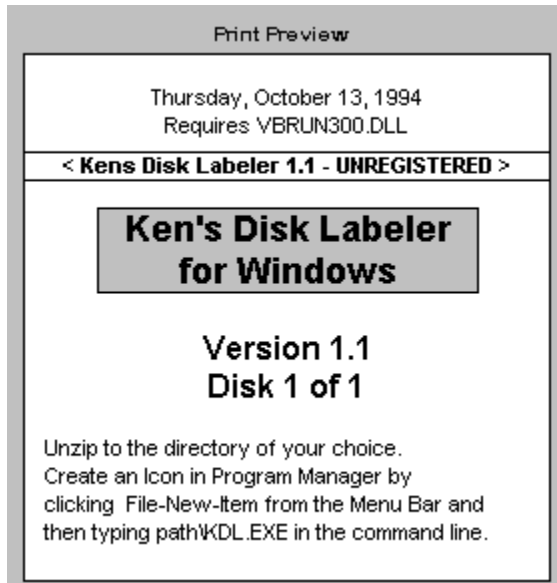 Print Preview
Thursday, October 13, 1994
Requires VBRUN300.DLL
< Kens Disk Labeler 1.1 - UNREGISTERED >
Ken's Disk Labeler
for Windows
Version 1.1
Disk 1 of 1
Unzip to the directory of your choice.
Create an Icon in Program Manager by
clicking  File-New-Item from the Menu Bar and
then typing path\KDL.EXE in the command line.